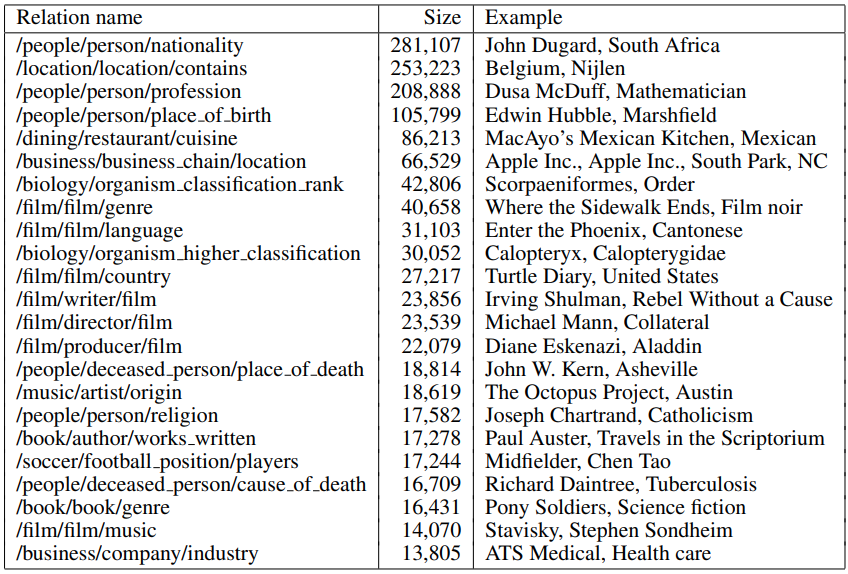 Relation name Size Example
/people/person/nationality 281,107 John Dugard, South Africa
/location/location/contains 253,223 Belgium, Nijlen
/people/person/profession 208,888 Dusa McDuff, Mathematician
/people/person/place_of_birth 105,799 Edwin Hubble, Marshfield
/dining/restaurant/cuisine 86,213 MacAyo's Mexican Kitchen, Mexican
/business/business_chain/location 66,529 Apple Inc., Apple Inc., South Park, NC
/biology/organism_classification_rank 42,806 Scorpaeniformes, Order
/film/film/genre 40,658 Where the Sidewalk Ends, Film noir
/film/film/language 31,103 Enter the Phoenix, Cantonese
/biology/organism_higher_classification 30,052 Calopteryx, Calopterygidae
/film/film/country 27,217 Turtle Diary, United States
/film/writer/film 23,856 Irving Shulman, Rebel Without a Cause
/film/director/film 23,539 Michael Mann, Collateral
/film/producer/film 22,079 Diane Eskenazi, Aladdin
/people/deceased_person/place_of_death 18,814 John W. Kern, Asheville
/music/artist/origin 18,619 The Octopus Project, Austin
/people/person/religion 17,582 Joseph Chartrand, Catholicism
/book/author/works_written 17,278 Paul Auster, Travels in the Scriptorium
/soccer/football_position/players 17,244 Midfielder, Chen Tao
/people/deceased_person/cause_of_death 16,709 Richard Daintree, Tuberculosis
/book/book/genre 16,431 Pony Soldiers, Science fiction
/film/film/music 14,070 Stavisky, Stephen Sondheim
/business/company/industry 13,805 ATS Medical, Health care